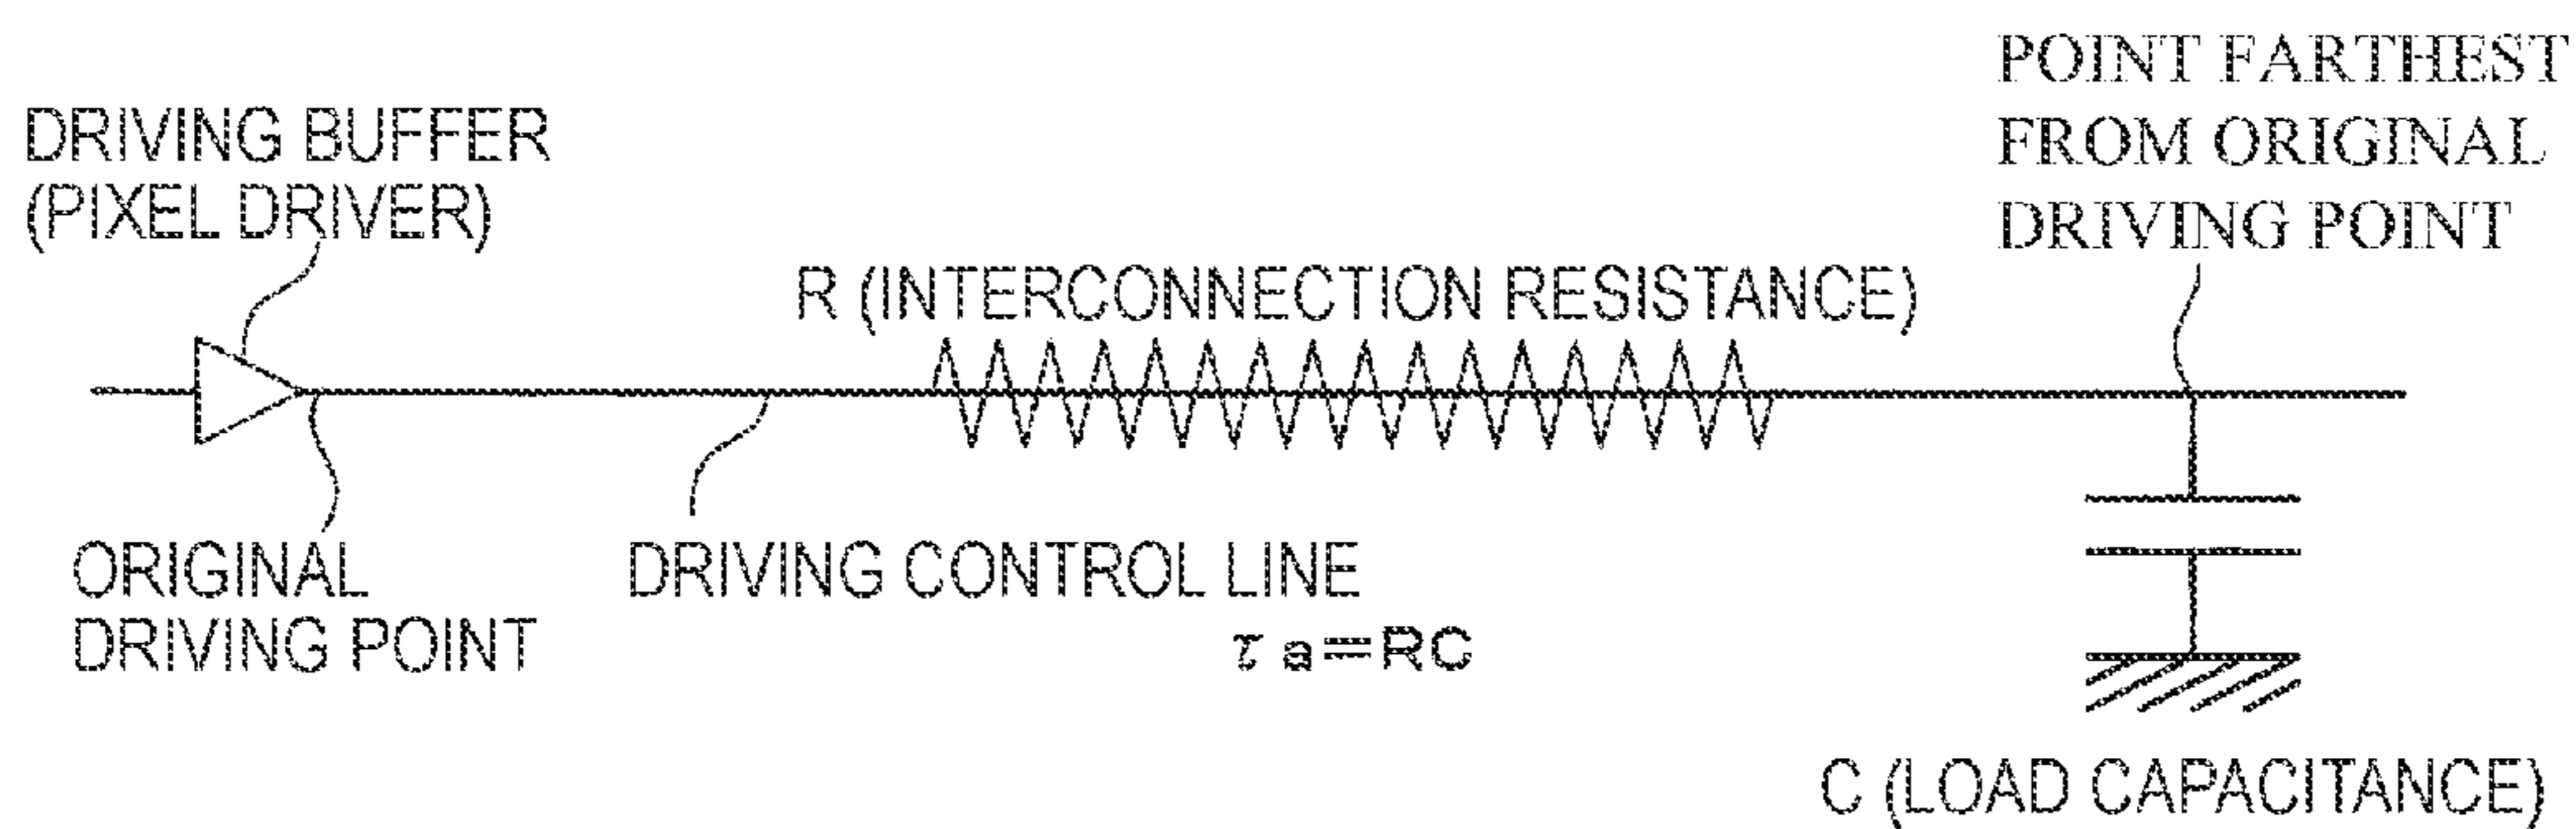 POINT FARTHEST
FROM ORIGINAL
DRIVING POINT
DRIVING BUFFER
(PIXEL DRIVER)
R (INTERCONNECTION RESISTANCE)
ORIGINAL
DRIVING POINT
DRIVING CONTROL LINE
τa=RC
C (LOAD CAPACITANCE)